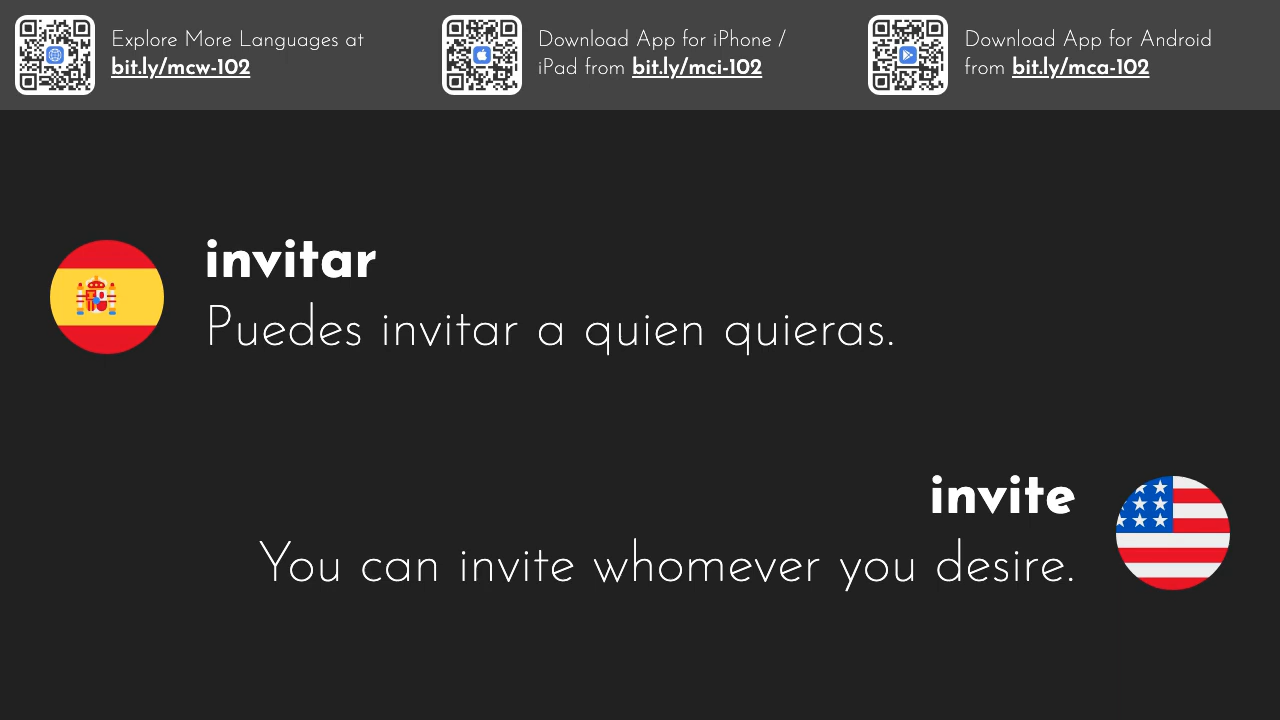 Explore More Languages at
bit.ly/mcw-102
Download App for iPhone /
iPad from bit.ly/mci-102
Download App for Android
from bit.ly/mca-102
invitar
Puedes invitar a quien quieras.
invite
You can invite whomever you desire.